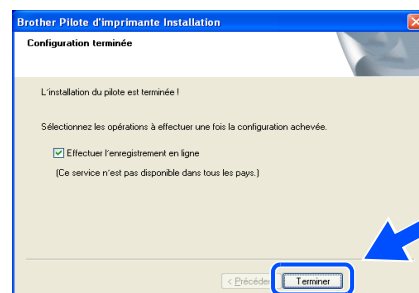 Brother Pilote d'imprimante Installation
Configuration terminée
L'installation du pilote est terminée !
Sélectionnez les opérations à effectuer une fois la configuration achevée.
Effectuer l'enregistrement en ligne
(Ce service n'est pas disponible dans tous les pays.)
< Précéder
Terminer